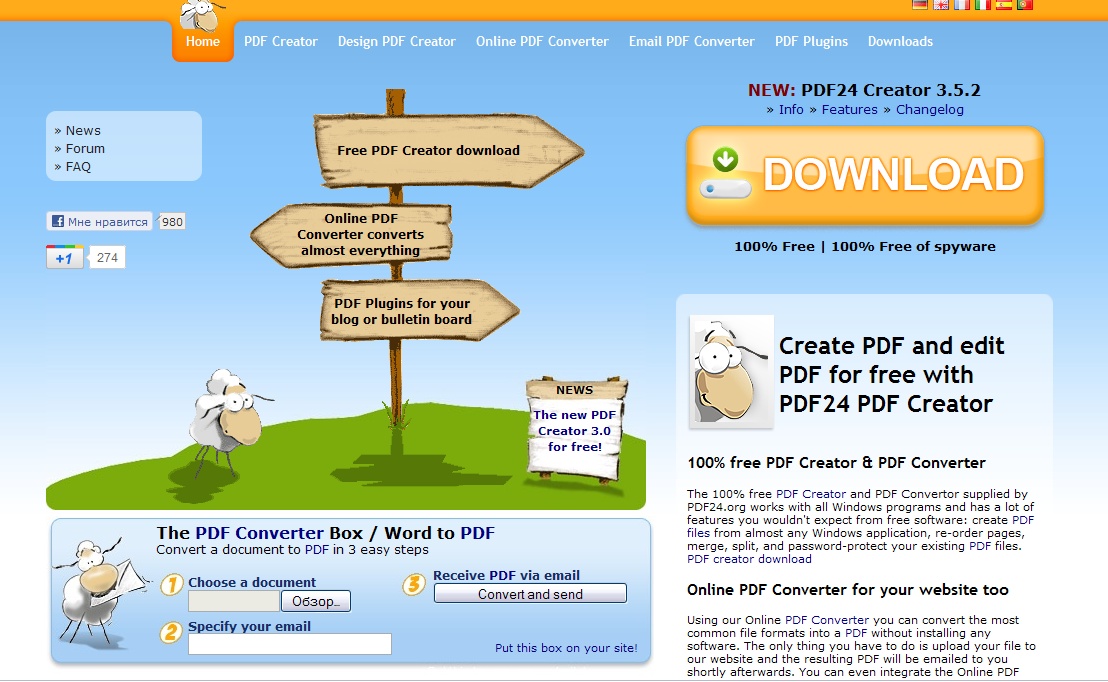 Home
PDF Creator
Design PDF Creator
Online PDF Converter
Email PDF Converter
PDF Plugins
Downloads
» News
» Forum
» FAQ
Мне нравится
980
+1
274
Free PDF Creator download
Online PDF
Converter converts
almost everything
PDF Plugins for your
blog or bulletin board
NEWS
The new PDF
Creator 3.0
for free!
NEW: PDF24 Creator 3.5.2
» Info » Features » Changelog
DOWNLOAD
100% Free | 100% Free of spyware
Create PDF and edit
PDF for free with
PDF24 PDF Creator
100% free PDF Creator & PDF Converter
The 100% free PDF Creator and PDF Convertor supplied by
PDF24.org works with all Windows programs and has a lot of
features you wouldn't expect from free software: create PDF
files from almost any Windows application, re-order pages,
merge, split, and password-protect your existing PDF files.
PDF creator download
Online PDF Converter for your website too
Using our Online PDF Converter you can convert the most
common file formats into a PDF without installing any
software. The only thing you have to do is upload your file to
our website and the resulting PDF will be emailed to you
shortly afterwards. You can even integrate the Online PDF
The PDF Converter Box / Word to PDF
Convert a document to PDF in 3 easy steps
1 Choose a document
Обзор...
2 Specify your email
3 Receive PDF via email
Convert and send
Put this box on your site!